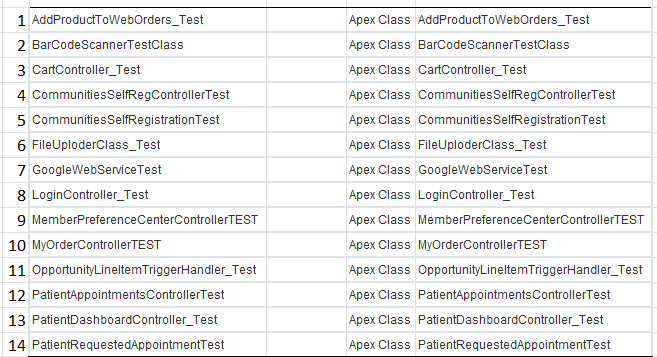 1 AddProductToWebOrders_Test Apex Class AddProductToWebOrders_Test
2 BarCodeScannerTestClass Apex Class BarCodeScannerTestClass
3 CartController_Test Apex Class CartController_Test
4 CommunitiesSelfRegControllerTest Apex Class CommunitiesSelfRegControllerTest
5 CommunitiesSelfRegistrationTest Apex Class CommunitiesSelfRegistrationTest
6 FileUploderClass_Test Apex Class FileUploderClass_Test
7 GoogleWebServiceTest Apex Class GoogleWebServiceTest
8 LoginController_Test Apex Class LoginController_Test
9 MemberPreferenceCenterControllerTEST Apex Class MemberPreferenceCenterControllerTEST
10 MyOrderControllerTEST Apex Class MyOrderControllerTEST
11 OpportunityLineItemTriggerHandler_Test Apex Class OpportunityLineItemTriggerHandler_Test
12 PatientAppointmentsControllerTest Apex Class PatientAppointmentsControllerTest
13 PatientDashboardController_Test Apex Class PatientDashboardController_Test
14 PatientRequestedAppointmentTest Apex Class PatientRequestedAppointmentTest